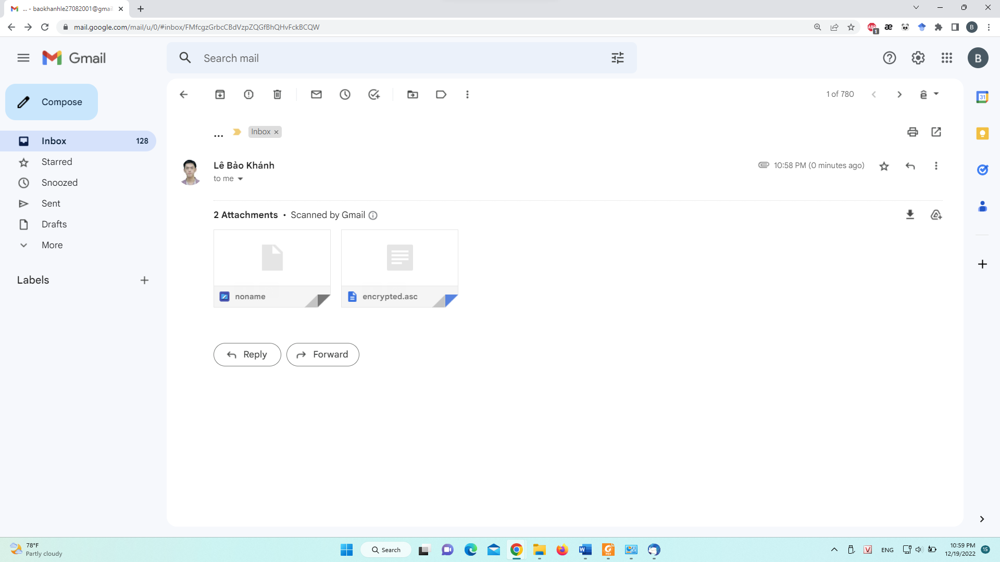 ... - baokhanhle27082001@gmail
mail.google.com/mail/u/0/#inbox/FMfcgzGrbcCBdVzpZQGfBhQHvFckBCQW
ABP
1
æ
B
Gmail
Search mail
B
Compose
1 of 780
ê
31
... Inbox ×
Inbox 128
Starred
Snoozed
Sent
Drafts
More
Labels
Lê Bảo Khánh
10:58 PM (0 minutes ago)
to me
2 Attachments • Scanned by Gmail
noname
encrypted.asc
Reply
Forward
78°F
Partly cloudy
Search
W
PDF
V
ENG
10:59 PM
12/19/2022
15